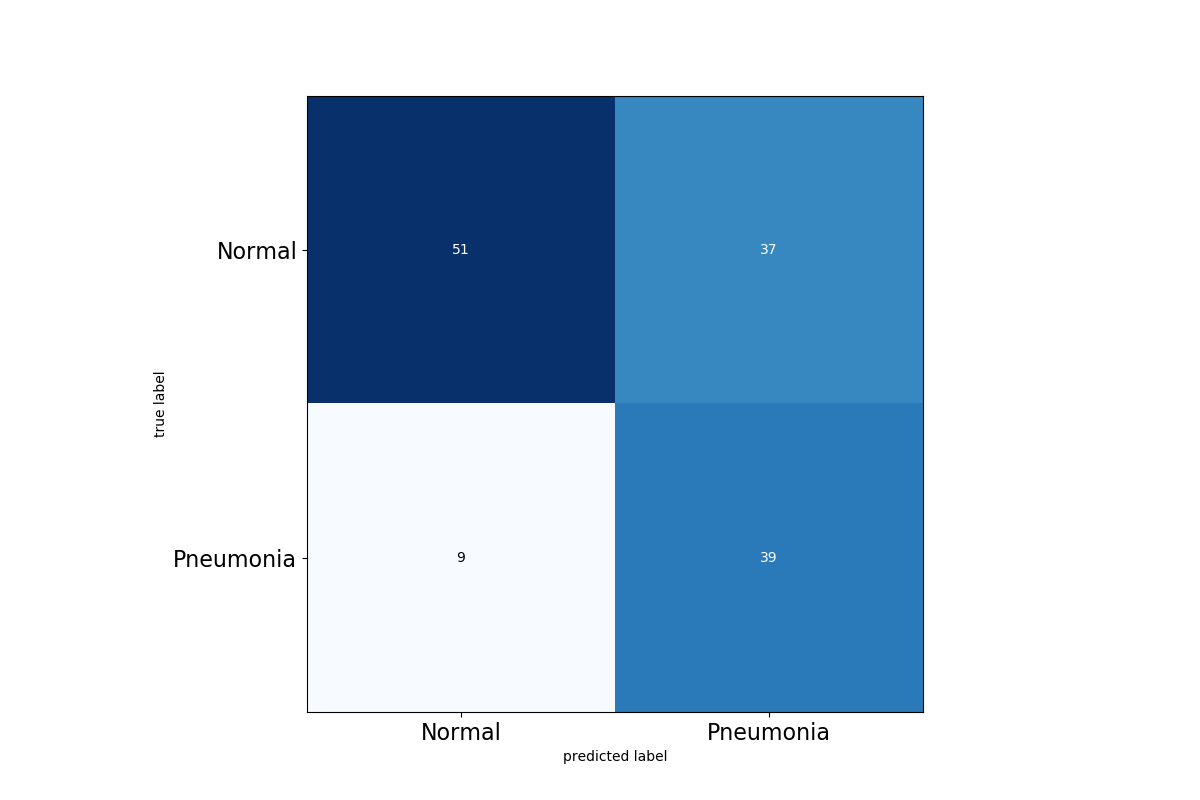 Normal
51
37
true label
Pneumonia
9
39
Normal
Pneumonia
predicted label